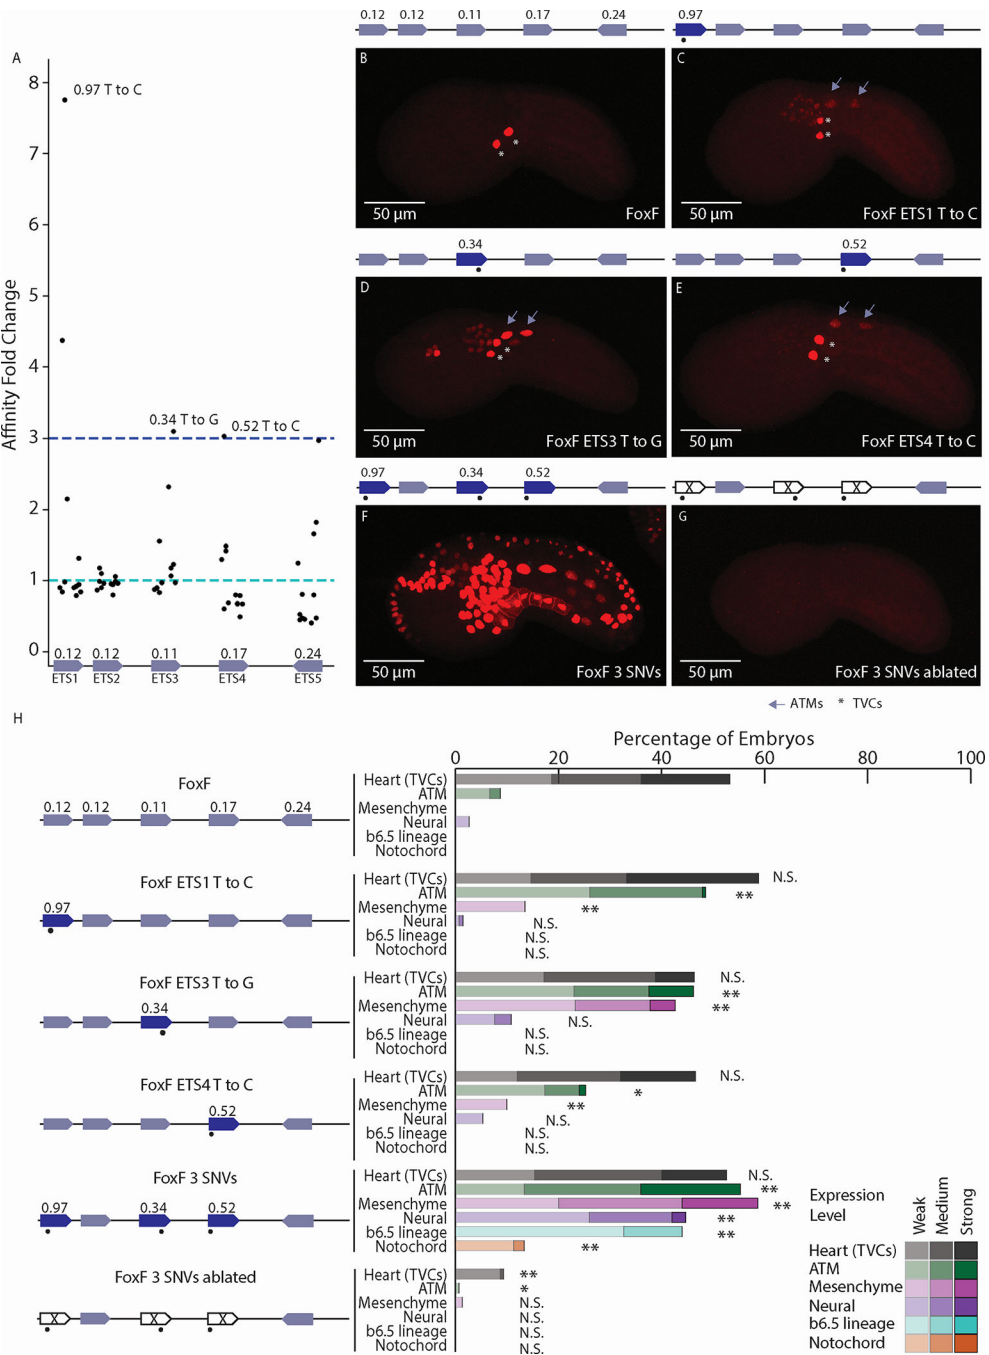 0.12 0.12 0.11 0.17 0.24
0.97
A
8
7
6
5
4
3
2
1
0
Affinity Fold Change
0.97 T to C
0.34 T to G
0.52 T to C
0.12 0.12 0.11 0.17 0.24
ETS1 ETS2 ETS3 ETS4 ETS5
B
*
*
50 µm
FoxF
C
*
*
50 µm
FoxF ETS1 T to C
0.34
0.52
D
*
*
50 µm
FoxF ETS3 T to G
E
*
*
50 µm
FoxF ETS4 T to C
0.97 0.34 0.52
X X X
F
50 µm
FoxF 3 SNVs
G
50 µm
FoxF 3 SNVs ablated
ATMs * TVCs
H
Percentage of Embryos
0 20 40 60 80 100
FoxF
0.12 0.12 0.11 0.17 0.24
Heart (TVCs)
ATM
Mesenchyme
Neural
b6.5 lineage
Notochord
FoxF ETS1 T to C
0.97
Heart (TVCs) N.S.
ATM **
Mesenchyme **
Neural N.S.
b6.5 lineage N.S.
Notochord N.S.
FoxF ETS3 T to G
0.34
Heart (TVCs) N.S.
ATM **
Mesenchyme **
Neural N.S.
b6.5 lineage N.S.
Notochord N.S.
FoxF ETS4 T to C
0.52
Heart (TVCs) N.S.
ATM *
Mesenchyme **
Neural N.S.
b6.5 lineage N.S.
Notochord N.S.
FoxF 3 SNVs
0.97 0.34 0.52
Heart (TVCs) N.S.
ATM **
Mesenchyme **
Neural **
b6.5 lineage **
Notochord **
FoxF 3 SNVs ablated
X X X
Heart (TVCs) **
ATM *
Mesenchyme N.S.
Neural N.S.
b6.5 lineage N.S.
Notochord N.S.
Expression
Level
Weak
Medium
Strong
Heart (TVCs)
ATM
Mesenchyme
Neural
b6.5 lineage
Notochord